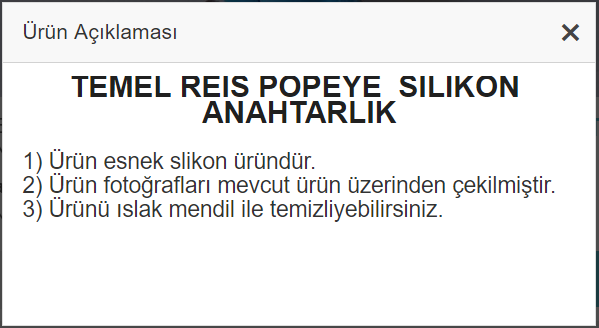 Ürün Açıklaması
TEMEL REIS POPEYE  SILIKON
ANAHTARLIK
1) Ürün esnek slikon üründür.
2) Ürün fotoğrafları mevcut ürün üzerinden çekilmiştir.
3) Ürünü ıslak mendil ile temizliyebilirsiniz.